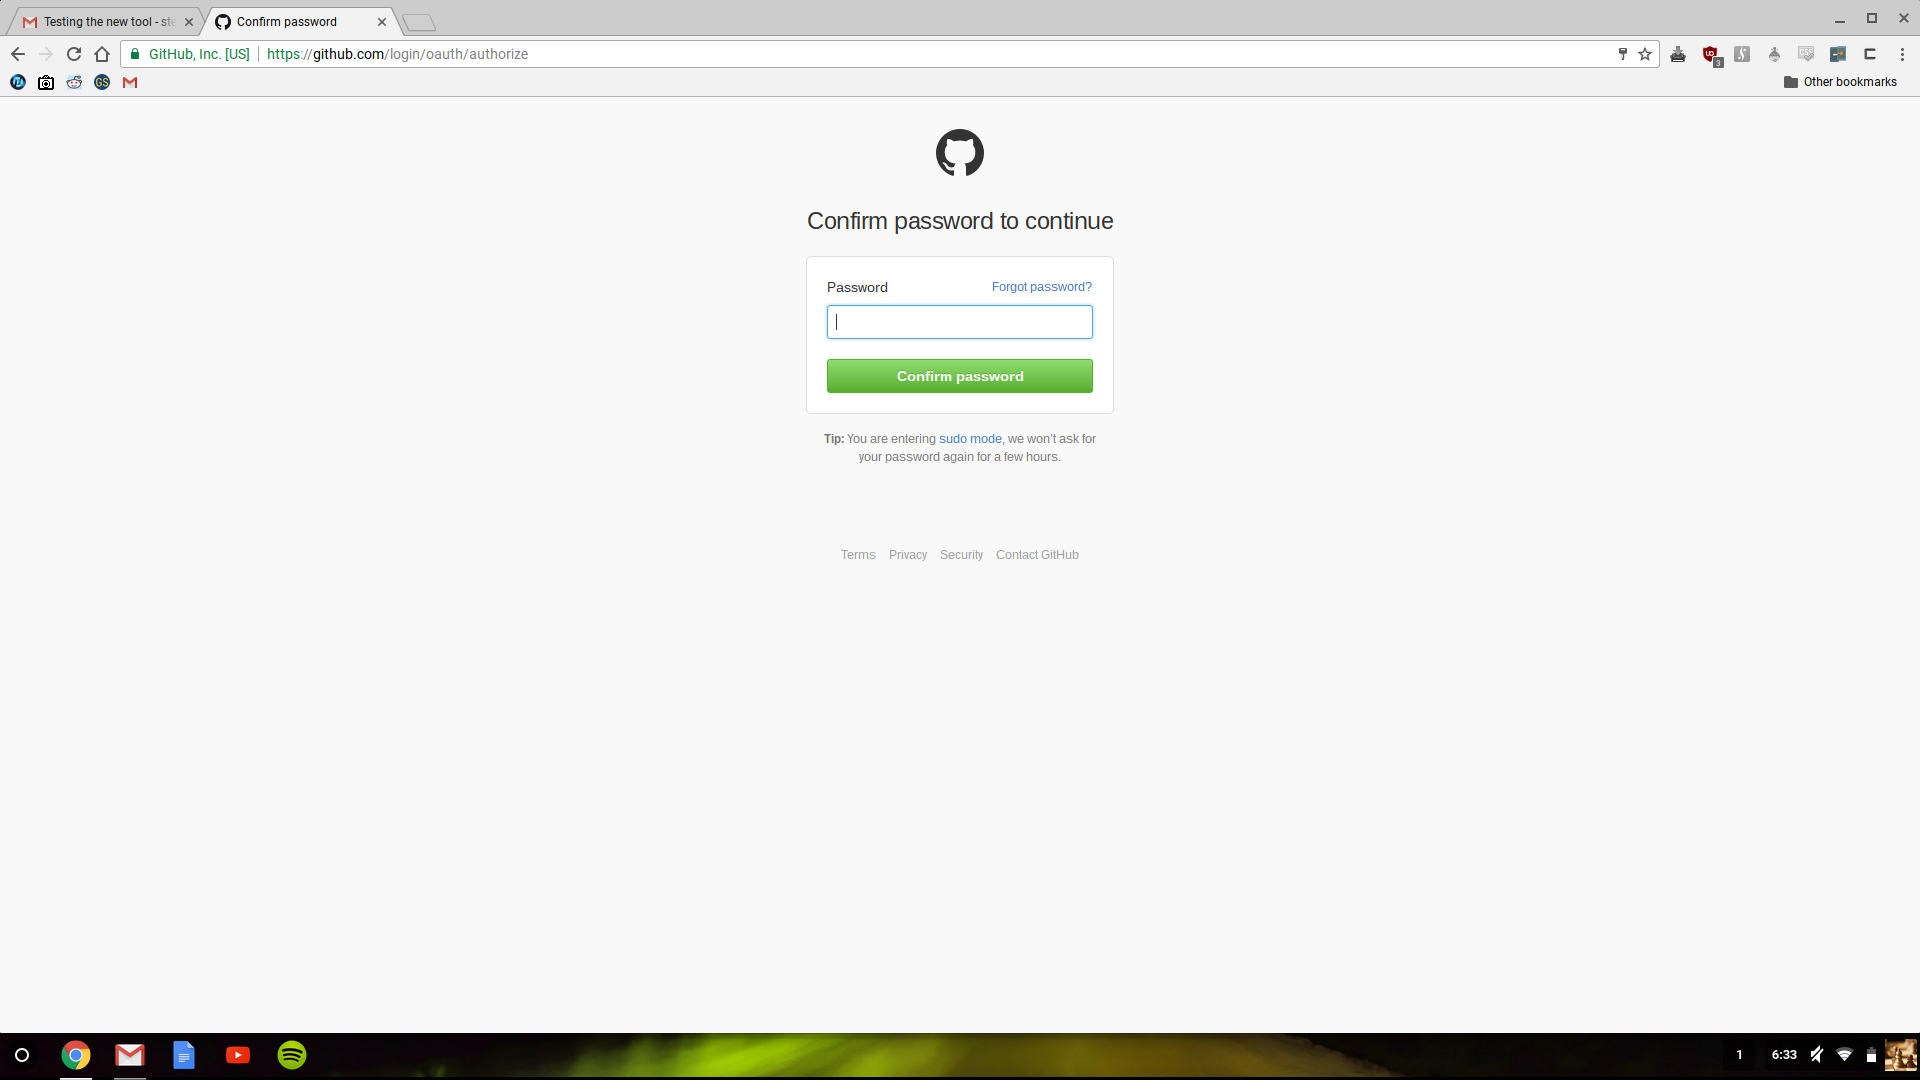 Testing the new tool - ste
Confirm password
GitHub, Inc. [US]
https://github.com/login/oauth/authorize
3
GS
Other bookmarks
Confirm password to continue
Password
Forgot password?
Confirm password
Tip: You are entering sudo mode, we won't ask for
your password again for a few hours.
Terms Privacy Security Contact GitHub
1
6:33